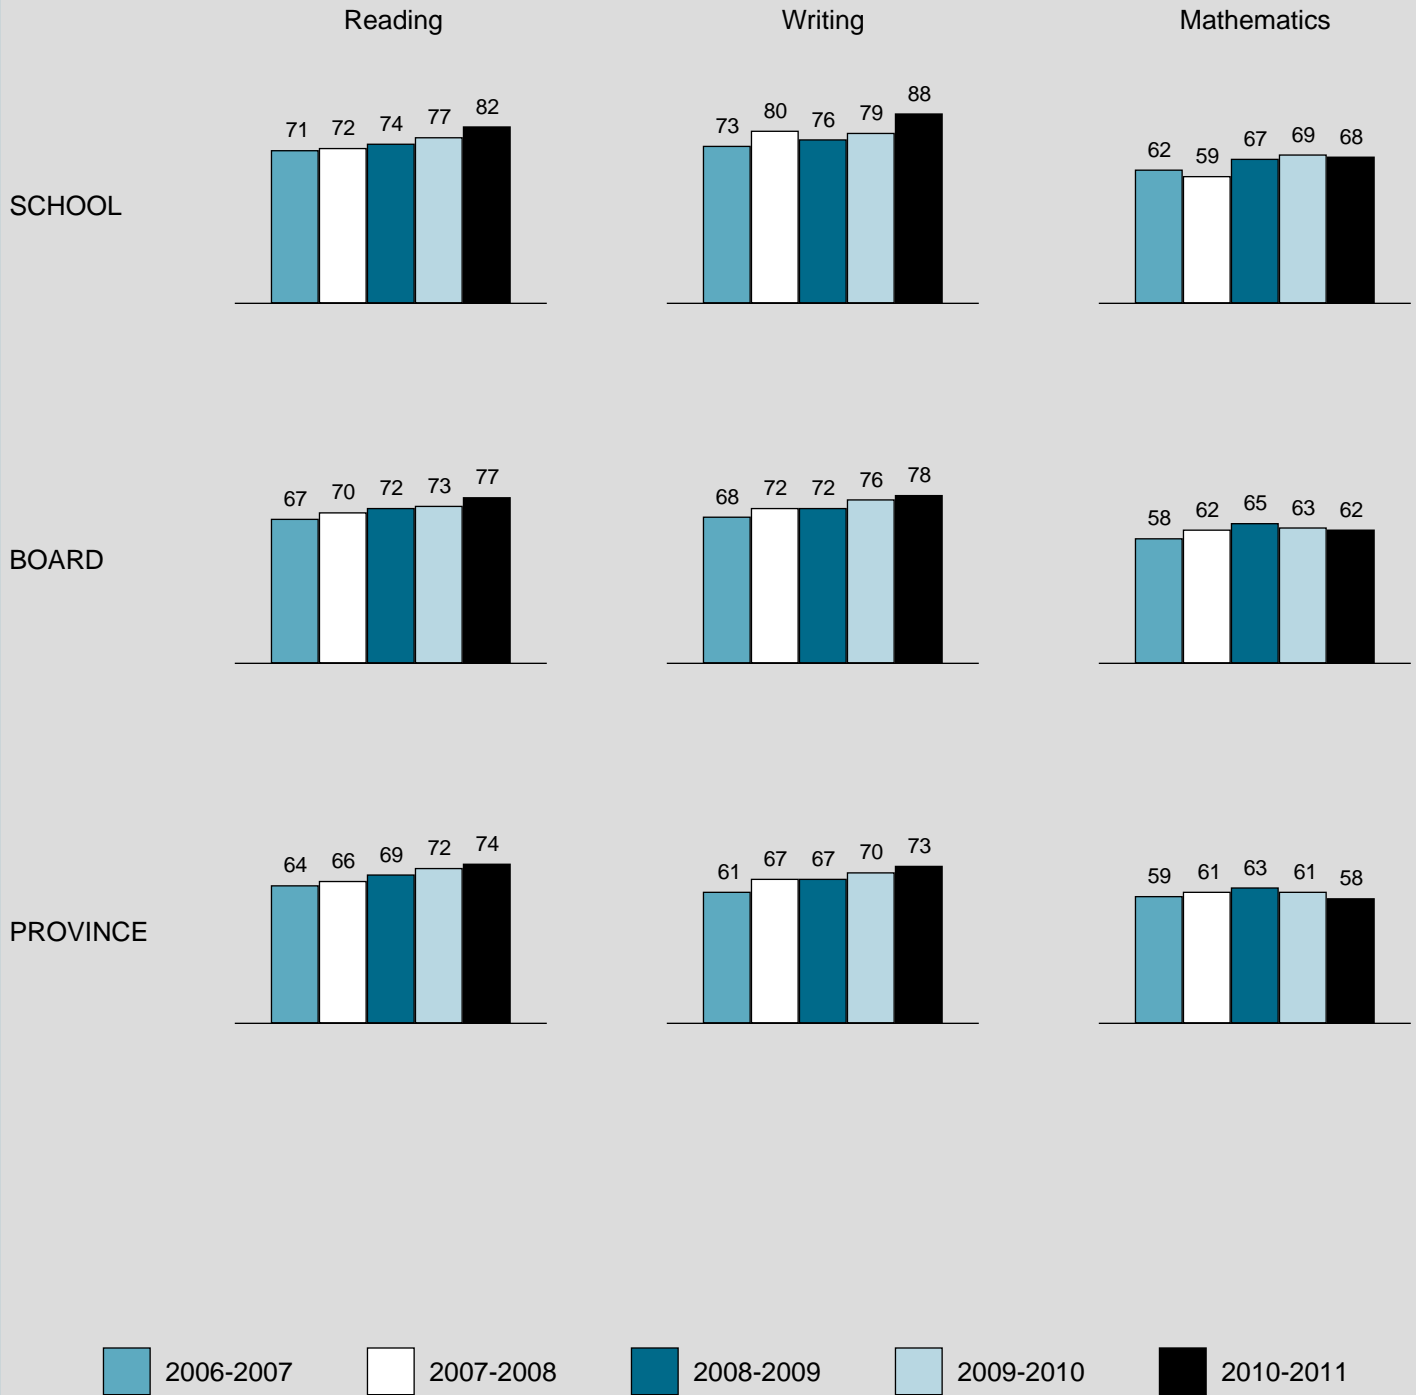 Reading Writing Mathematics
SCHOOL
71 72 74 77 82
73 80 76 79 88
62 59 67 69 68
BOARD
67 70 72 73 77
68 72 72 76 78
58 62 65 63 62
PROVINCE
64 66 69 72 74
61 67 67 70 73
59 61 63 61 58
2006-2007 2007-2008 2008-2009 2009-2010 2010-2011